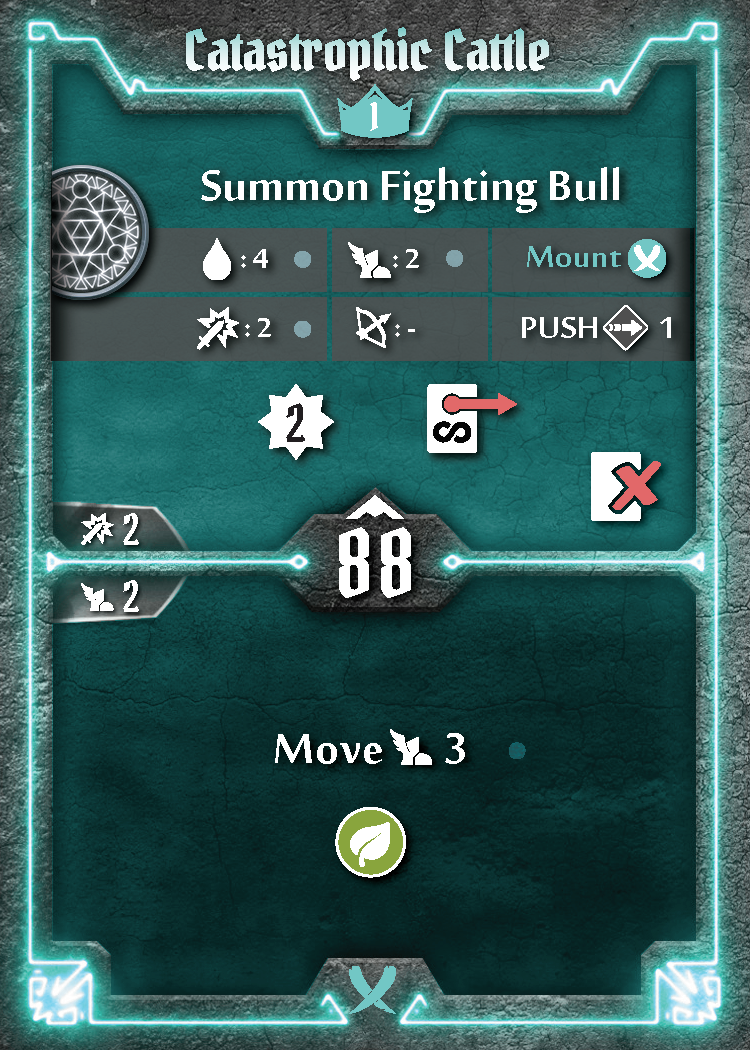 Catastrophic Cattle
1
Summon Fighting Bull
:4 :2 Mount
:2 :- PUSH 1
2 S
2
88
2
Move 3